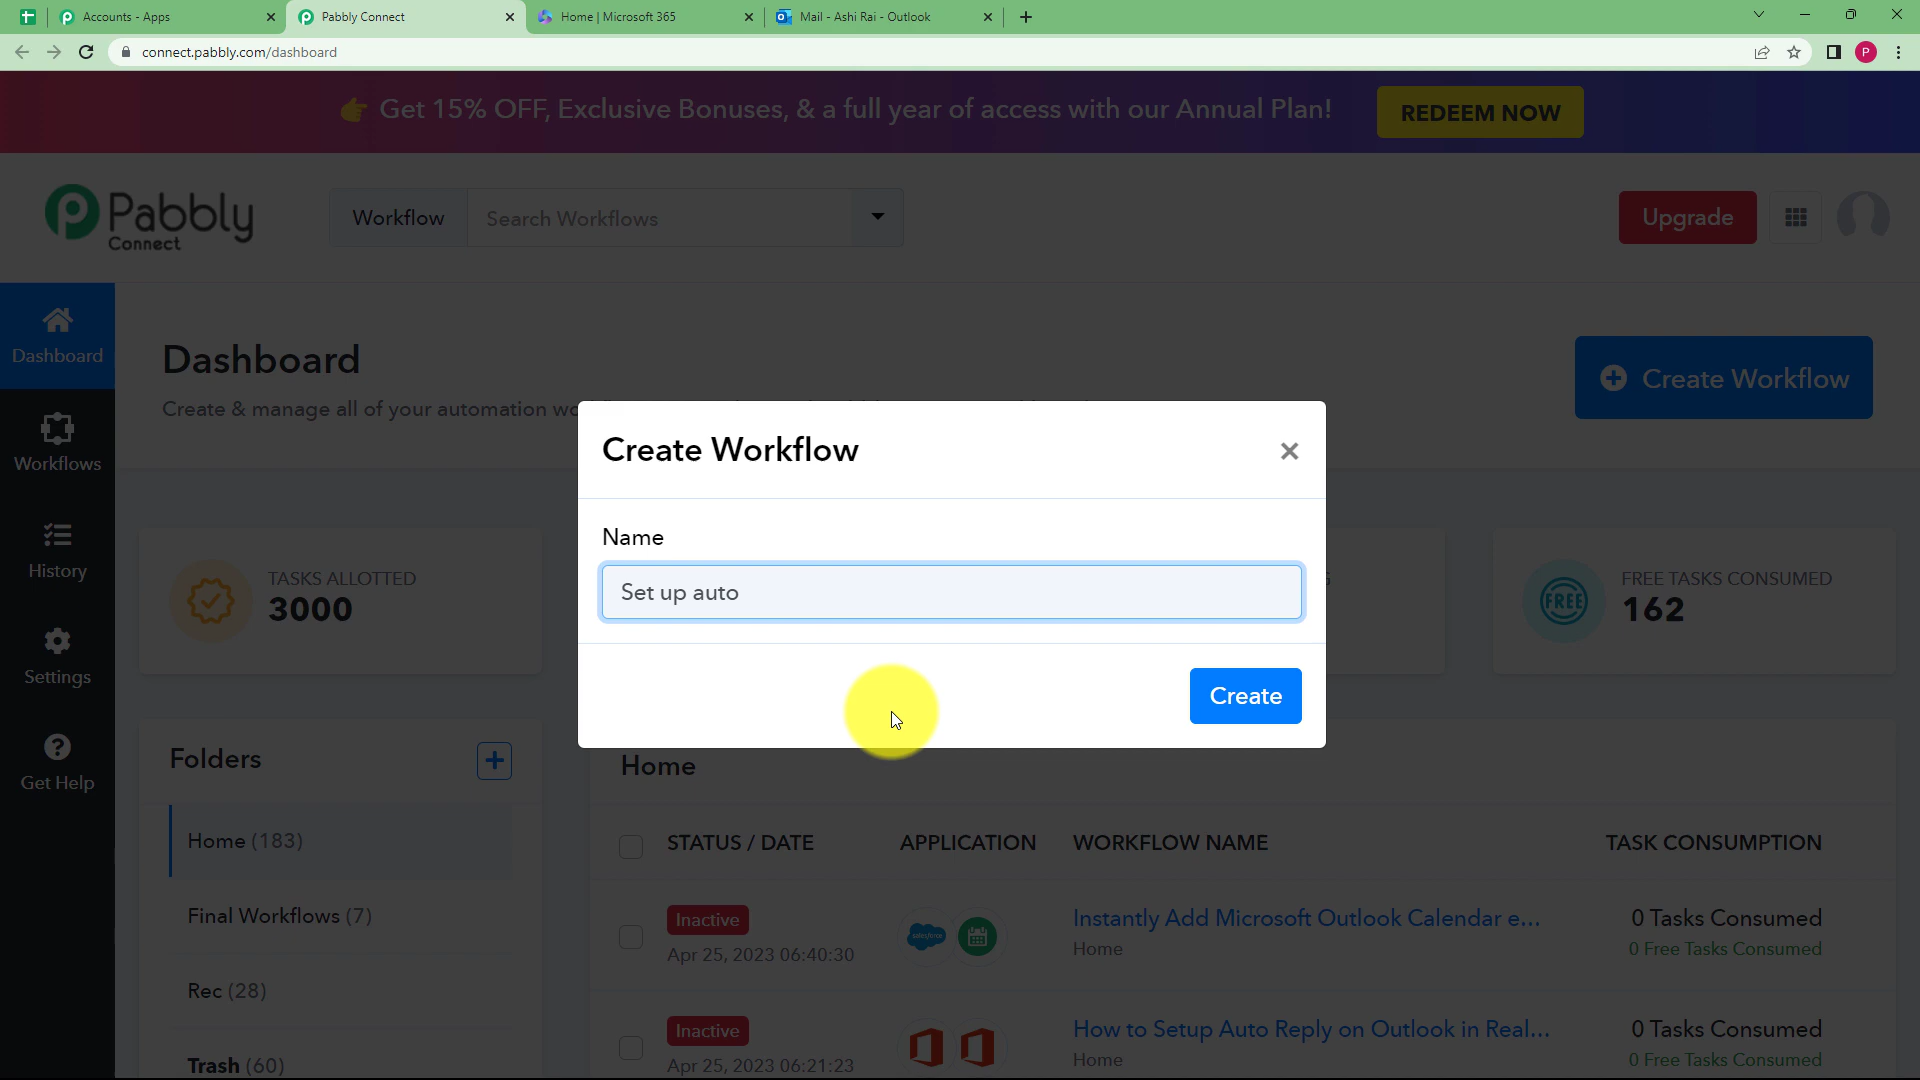 Accounts - Apps
Pabbly Connect
Home | Microsoft 365
Mail - Ashi Rai - Outlook
connect.pabbly.com/dashboard
P
👉 Get 15% OFF, Exclusive Bonuses, & a full year of access with our Annual Plan!
REDEEM NOW
Pabbly
Connect
Workflow
Search Workflows
Upgrade
Dashboard
Workflows
History
Settings
Get Help
Dashboard
Create & manage all of your automation
Create Workflow
Create Workflow
Name
Set up auto
Create
TASKS ALLOTTED
3000
FREE
FREE TASKS CONSUMED
162
Folders
Home (183)
Final Workflows (7)
Rec (28)
Trash (60)
Home
STATUS / DATE
APPLICATION
WORKFLOW NAME
TASK CONSUMPTION
Inactive
Apr 25, 2023 06:40:30
salesforce
Instantly Add Microsoft Outlook Calendar e...
Home
0 Tasks Consumed
0 Free Tasks Consumed
Inactive
Apr 25, 2023 06:21:23
How to Setup Auto Reply on Outlook in Real...
Home
0 Tasks Consumed
0 Free Tasks Consumed